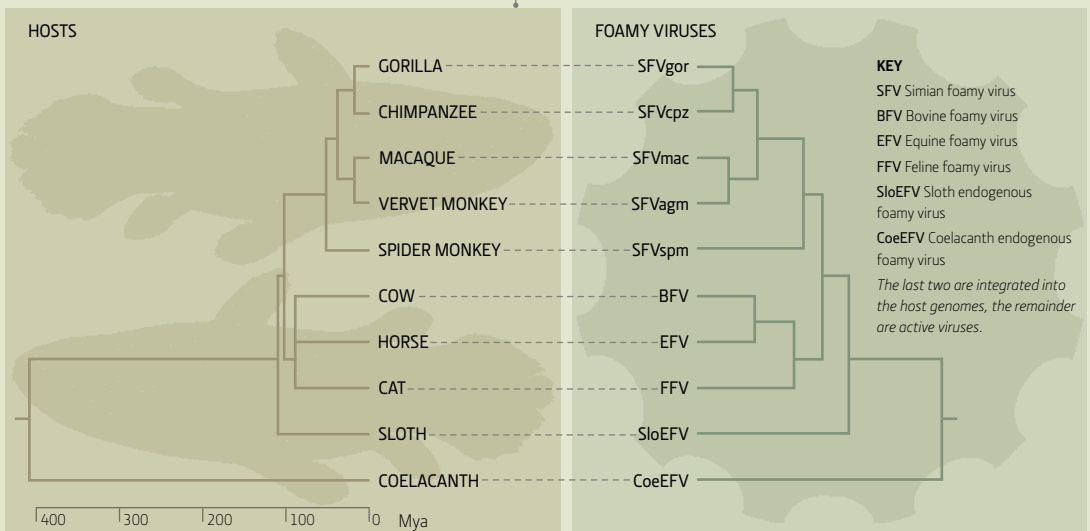 HOSTS
GORILLA
CHIMPANZEE
MACAQUE
VERVET MONKEY
SPIDER MONKEY
COW
HORSE
CAT
SLOTH
COELACANTH
400 300 200 100 0 Mya
FOAMY VIRUSES
SFVgor
SFVcpz
SFVmac
SFVagm
SFVspm
BFV
EFV
FFV
SloEFV
CoeEFV
KEY
SFV Simian foamy virus
BFV Bovine foamy virus
EFV Equine foamy virus
FFV Feline foamy virus
SloEFV Sloth endogenous
foamy virus
CoeEFV Coelacanth endogenous
foamy virus
The last two are integrated into
the host genomes, the remainder
are active viruses.